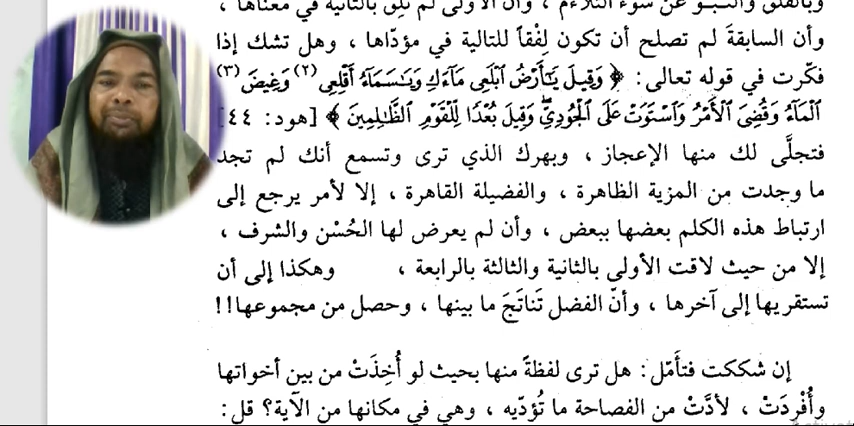 وبالقلق والنبو عن سوء التلاؤم ، وأن الأولى لم تَلِقْ بالثانية في معناها ،
وأن السابقةَ لم تصلح أن تكون لِفْقاً للتالية في مؤدّاها ، وهل تشك إذا
فكّرت في قوله تعالى: ﴿ وَقِيلَ يَٰٓأَرْضُ ٱبْلَعِى مَآءَكِ وَيَٰسَمَآءُ أَقْلِعِى (٢) وَغِيضَ (٣)
ٱلْمَآءُ وَقُضِىَ ٱلْأَمْرُ وَٱسْتَوَتْ عَلَى ٱلْجُودِىِّۖ وَقِيلَ بُعْدًا لِّلْقَوْمِ ٱلظَّٰلِمِينَ ﴾ [هود: ٤٤]
فتجلَّى لك منها الإعجاز ، وبهرك الذي ترى وتسمع أنك لم تجد
ما وجدت من المزية الظاهرة ، والفضيلة القاهرة ، إلا لأمر يرجع إلى
ارتباط هذه الكلم بعضها ببعض ، وأن لم يعرض لها الحُسْن والشرف ،
إلا من حيث لاقت الأولى بالثانية والثالثة بالرابعة ، وهكذا إلى أن
تستقريها إلى آخرها ، وأنّ الفضل تَناتَجَ ما بينها ، وحصل من مجموعها!!
إن شككت فتأمّل: هل ترى لفظةً منها بحيث لو أُخِذَتْ من بين أخواتها
وأُفْرِدَتْ ، لأدَّتْ من الفصاحة ما تُؤدّيه ، وهي في مكانها من الآية؟ قل: